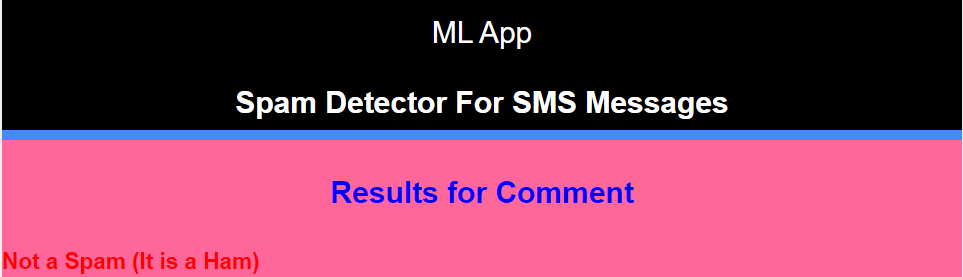 ML App
Spam Detector For SMS Messages
Results for Comment
Not a Spam (It is a Ham)